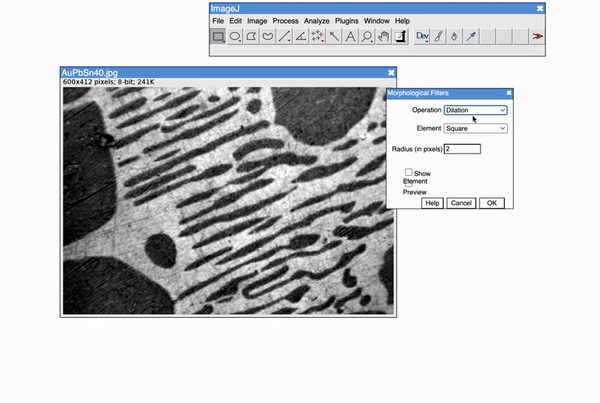 ImageJ
File Edit Image Process Analyze Plugins Window Help
Dev
AuPbSn40.jpg
600x412 pixels; 8-bit; 241K
Morphological Filters
Operation Dilation
Element Square
Radius (in pixels) 2
Show
Element
Preview
Help Cancel OK